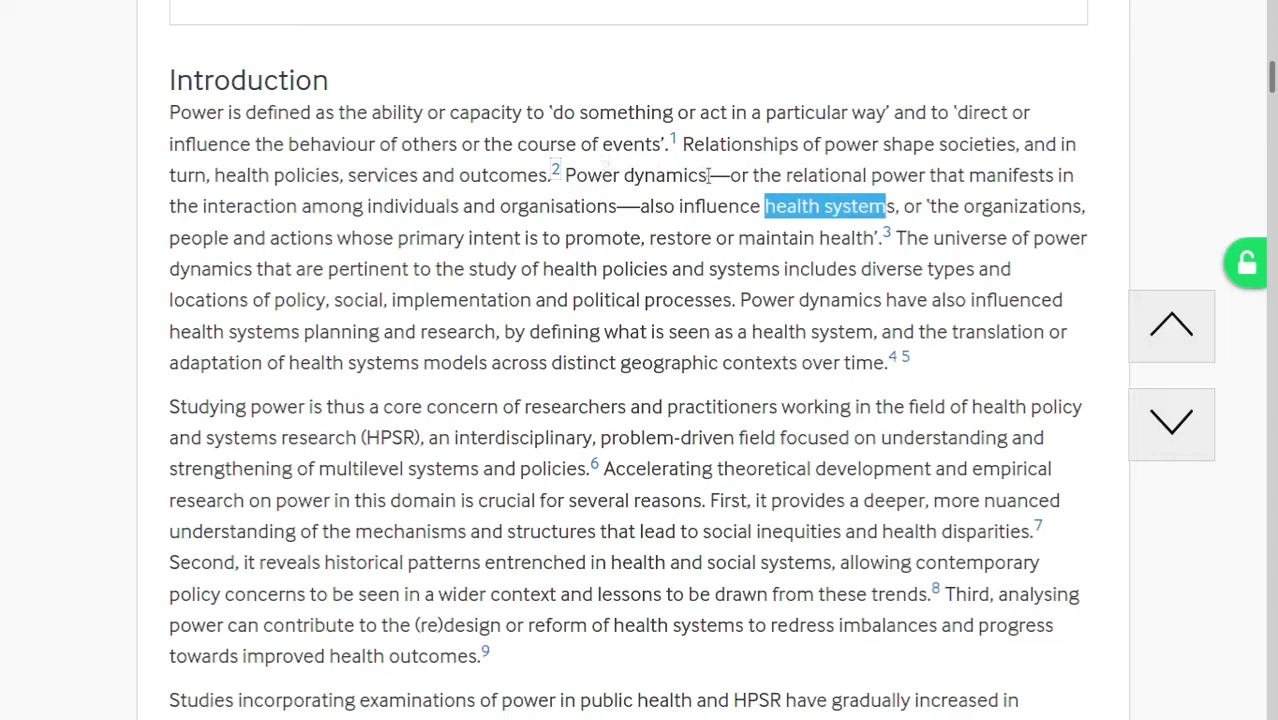 Introduction
Power is defined as the ability or capacity to ‘do something or act in a particular way’ and to ‘direct or
influence the behaviour of others or the course of events’.1 Relationships of power shape societies, and in
turn, health policies, services and outcomes.2 Power dynamics—or the relational power that manifests in
the interaction among individuals and organisations—also influence health systems, or ‘the organizations,
people and actions whose primary intent is to promote, restore or maintain health’.3 The universe of power
dynamics that are pertinent to the study of health policies and systems includes diverse types and
locations of policy, social, implementation and political processes. Power dynamics have also influenced
health systems planning and research, by defining what is seen as a health system, and the translation or
adaptation of health systems models across distinct geographic contexts over time.4 5
Studying power is thus a core concern of researchers and practitioners working in the field of health policy
and systems research (HPSR), an interdisciplinary, problem-driven field focused on understanding and
strengthening of multilevel systems and policies.6 Accelerating theoretical development and empirical
research on power in this domain is crucial for several reasons. First, it provides a deeper, more nuanced
understanding of the mechanisms and structures that lead to social inequities and health disparities.7
Second, it reveals historical patterns entrenched in health and social systems, allowing contemporary
policy concerns to be seen in a wider context and lessons to be drawn from these trends.8 Third, analysing
power can contribute to the (re)design or reform of health systems to redress imbalances and progress
towards improved health outcomes.9
Studies incorporating examinations of power in public health and HPSR have gradually increased in